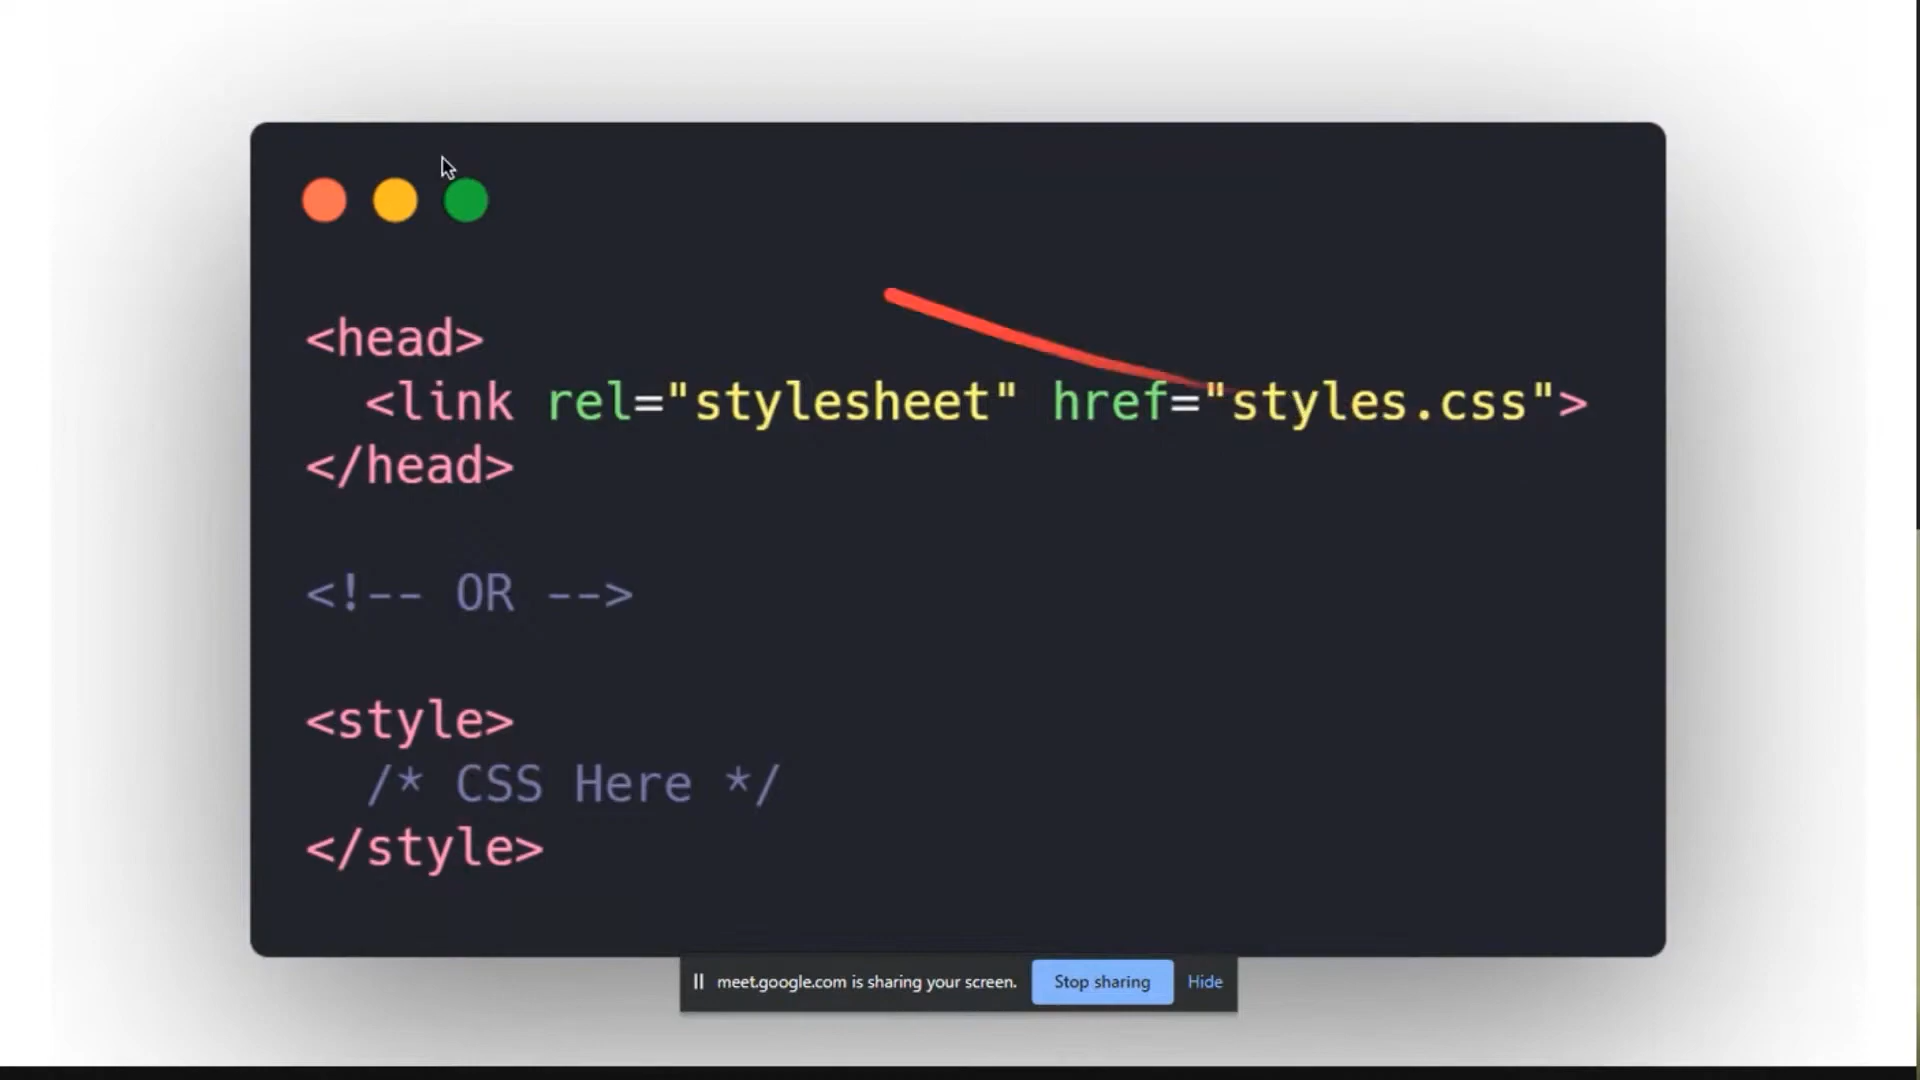 <head>
  <link rel="stylesheet" href="styles.css">
</head>
<!-- OR -->
<style>
  /* CSS Here */
</style>
meet.google.com is sharing your screen. Stop sharing Hide